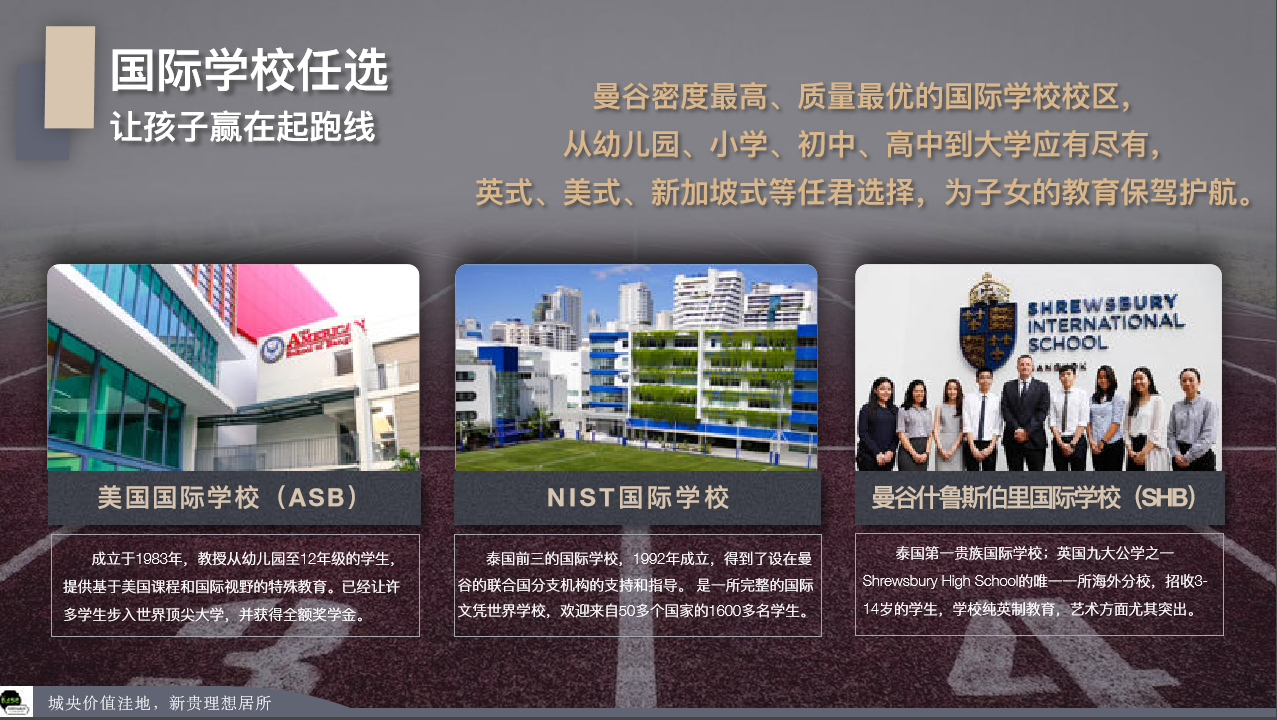 国际学校任选
让孩子赢在起跑线
曼谷密度最高、质量最优的国际学校校区，
从幼儿园、小学、初中、高中到大学应有尽有，
英式、美式、新加坡式等任君选择，为子女的教育保驾护航。
AMERICAN
SHREWSBURY
INTERNATIONAL
SCHOOL
BANGKOK
美国国际学校（ASB）
NIST国际学校
曼谷什鲁斯伯里国际学校（SHB）
成立于1983年，教授从幼儿园至12年级的学生，
提供基于美国课程和国际视野的特殊教育。已经让许
多学生步入世界顶尖大学，并获得全额奖学金。
泰国前三的国际学校，1992年成立，得到了设在曼
谷的联合国分支机构的支持和指导。 是一所完整的国际
文凭世界学校，欢迎来自50多个国家的1600多名学生。
泰国第一贵族国际学校；英国九大公学之一
Shrewsbury High School的唯一一所海外分校，招收3-
14岁的学生，学校纯英制教育，艺术方面尤其突出。
城央价值洼地，新贵理想居所